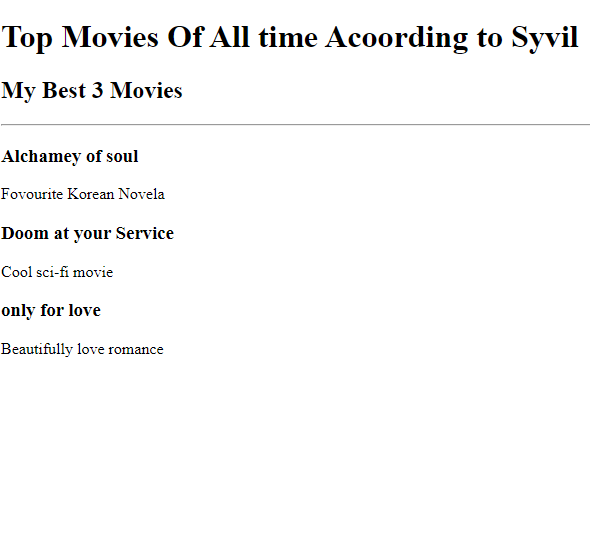 Top Movies Of All time Acoording to Syvil
My Best 3 Movies
Alchamey of soul
Fovourite Korean Novela
Doom at your Service
Cool sci-fi movie
only for love
Beautifully love romance